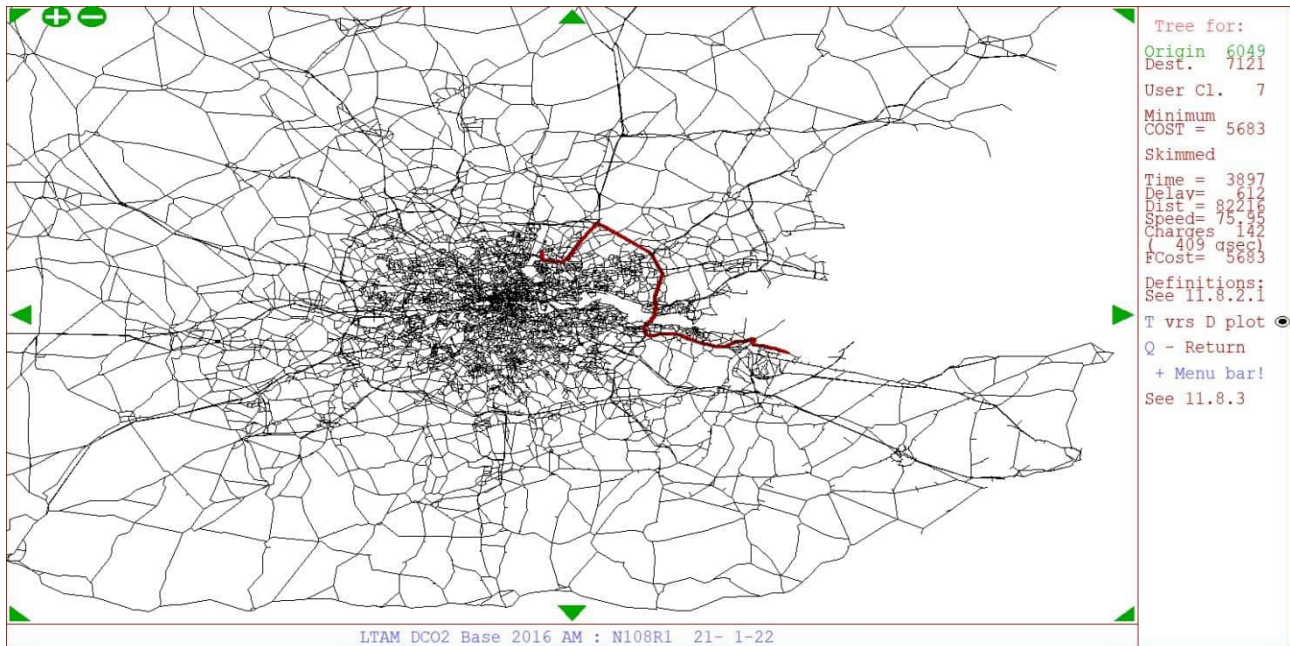 Tree for:
Origin 6049
Dest. 7121
User Cl. 7
Minimum
COST = 5683
Skimmed
Time = 3897
Delay= 612
Dist = 82216
Speed= 75.95
Charges 142
( 409 gsec)
FCost= 5683
Definitions:
See 11.8.2.1
T vrs D plot
Q - Return
+ Menu bar!
See 11.8.3
LTAM DCO2 Base 2016 AM : N108R1 21- 1-22